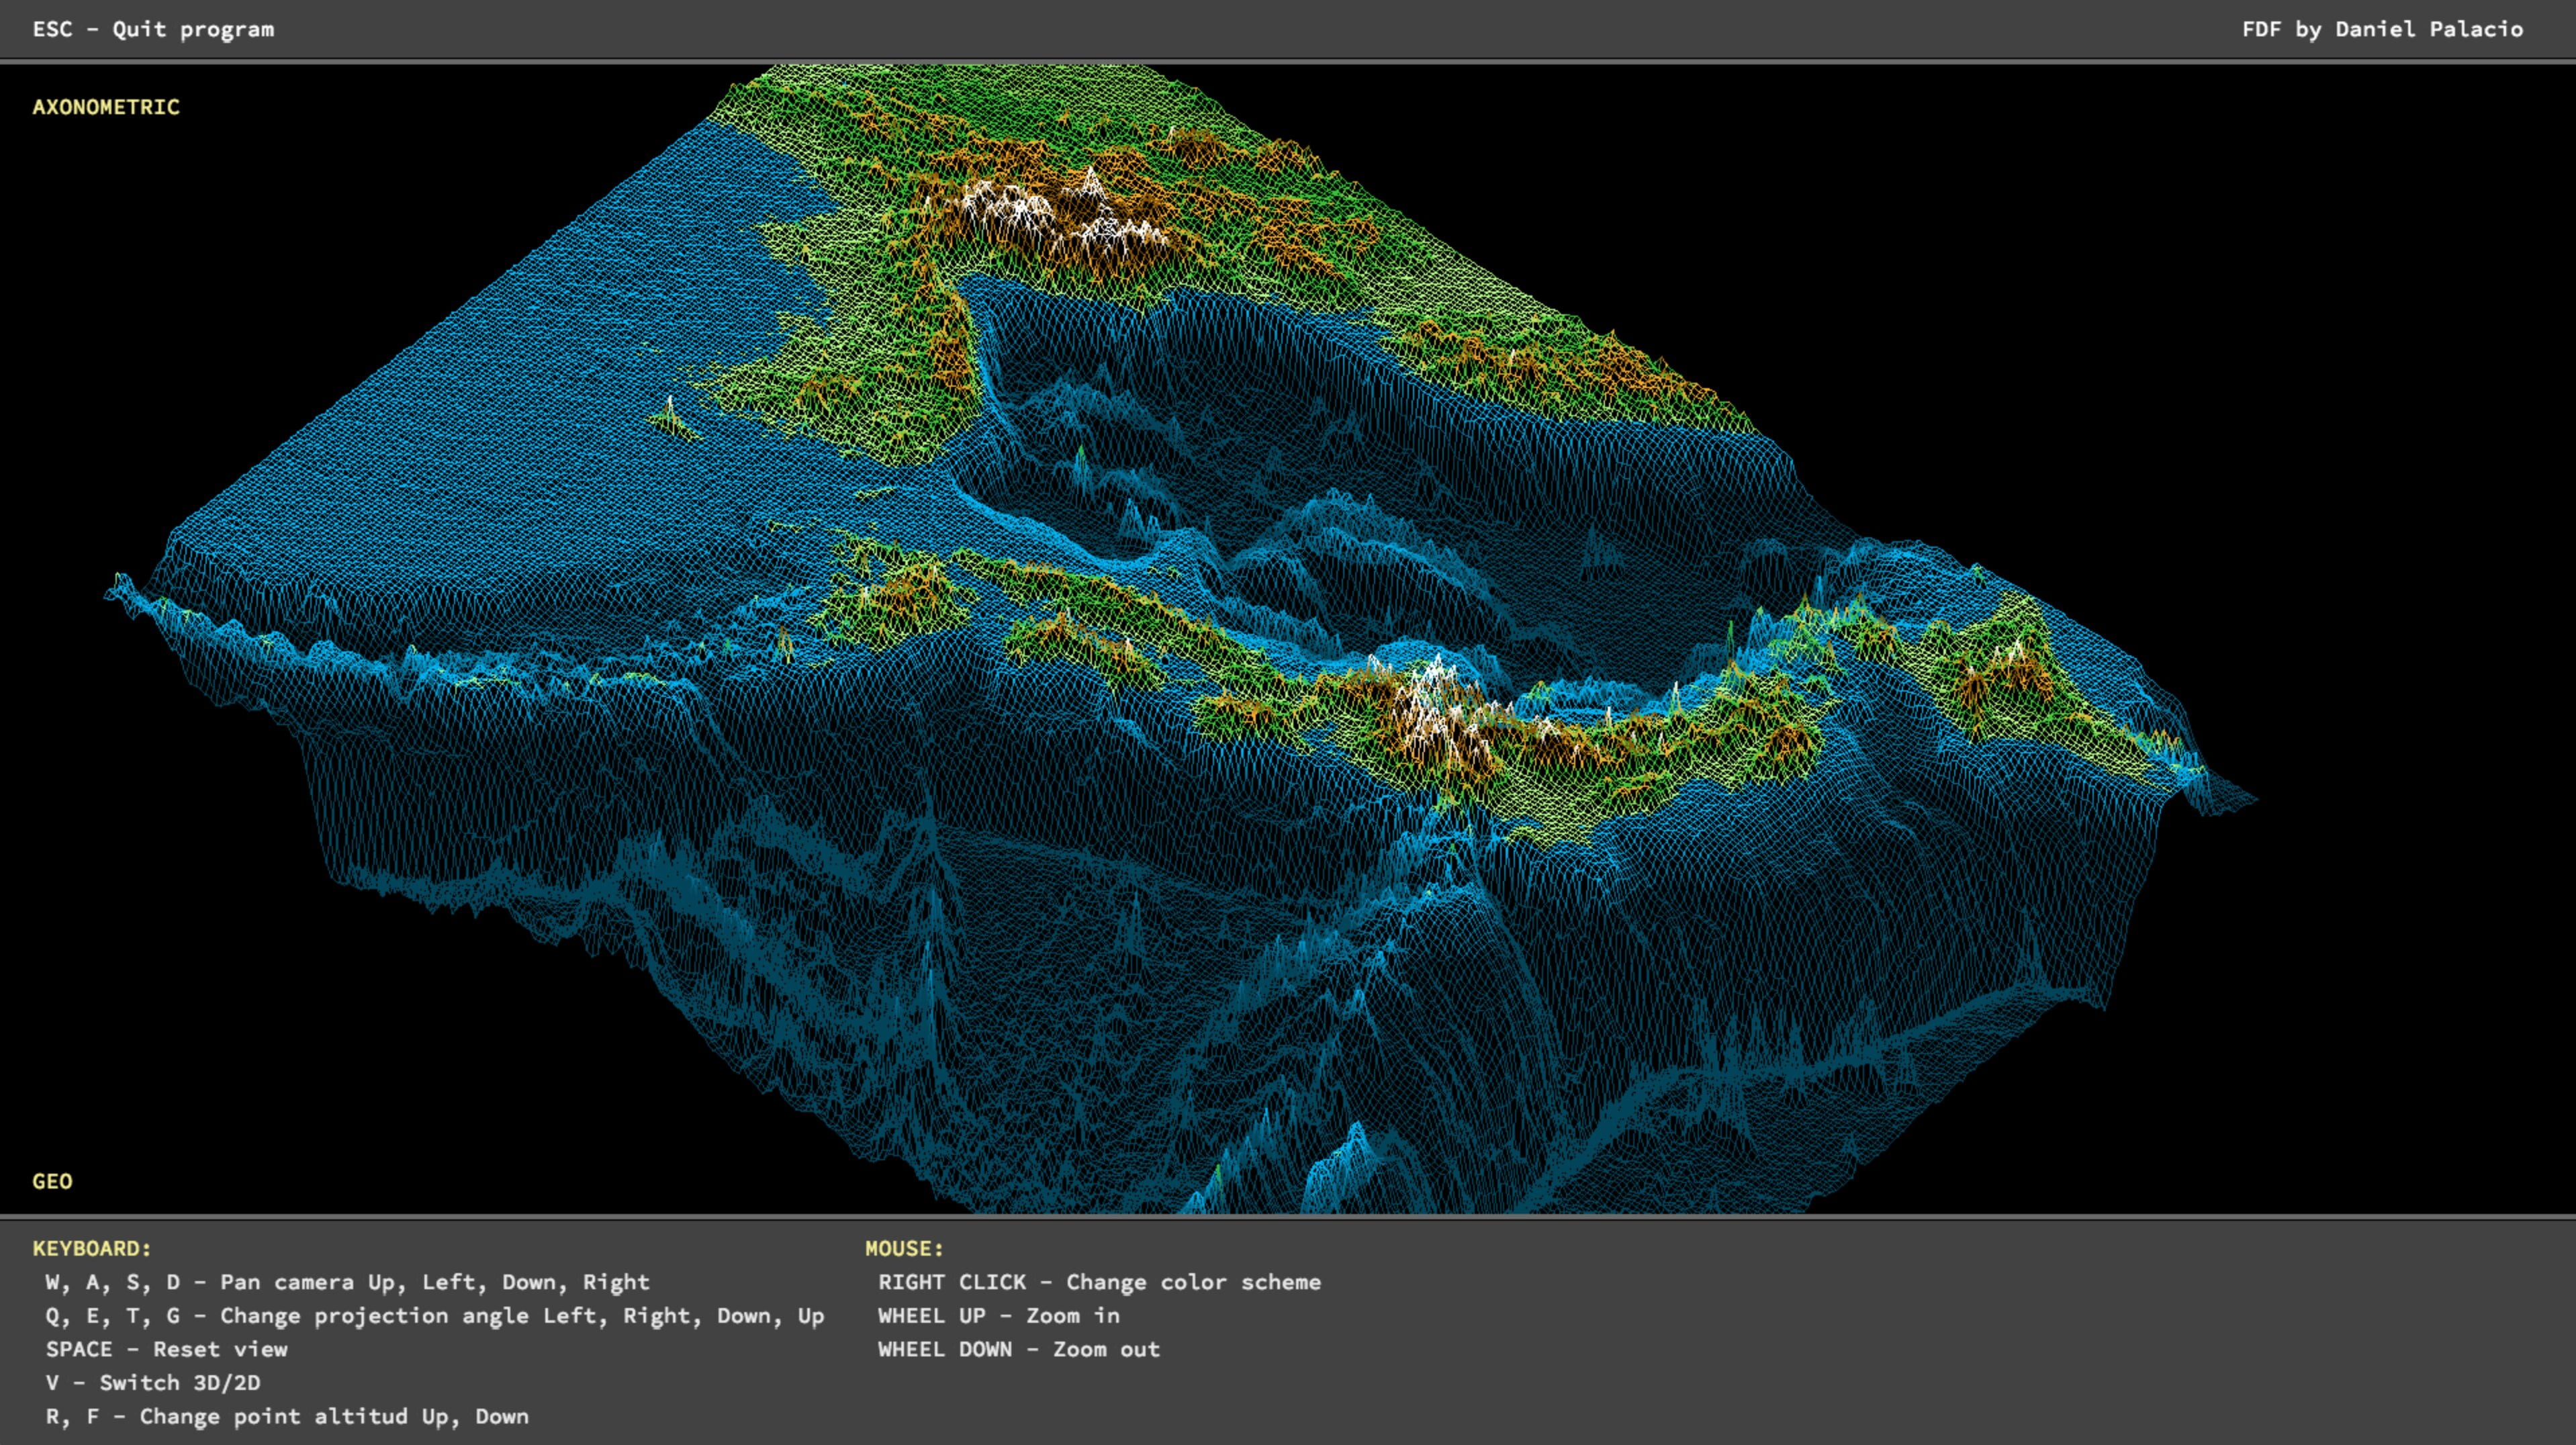 ESC - Quit program
FDF by Daniel Palacio
AXONOMETRIC
GEO
KEYBOARD:
W, A, S, D - Pan camera Up, Left, Down, Right
Q, E, T, G - Change projection angle Left, Right, Down, Up
SPACE - Reset view
V - Switch 3D/2D
R, F - Change point altitud Up, Down
MOUSE:
RIGHT CLICK - Change color scheme
WHEEL UP - Zoom in
WHEEL DOWN - Zoom out